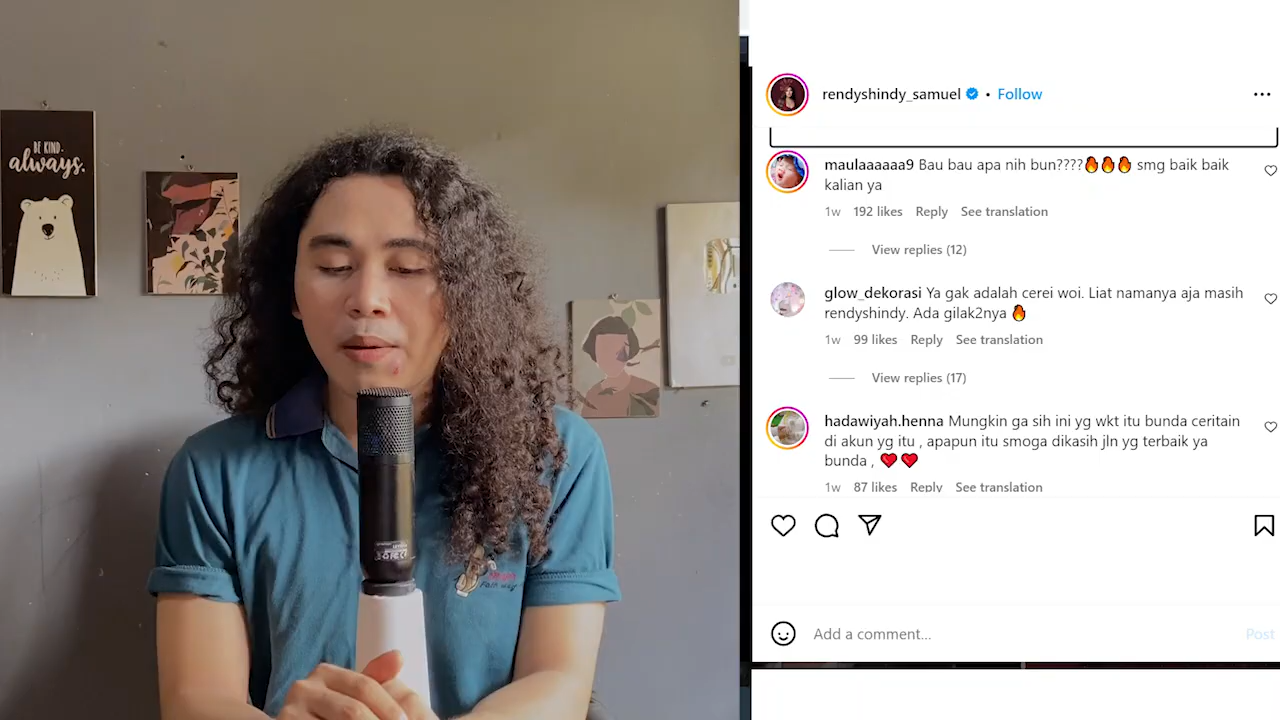 BE KIND
always.
rendyshindy_samuel • Follow
maulaaaaaa9 Bau bau apa nih bun????🔥🔥🔥 smg baik baik
kalian ya
1w 192 likes Reply See translation
View replies (12)
glow_dekorasi Ya gak adalah cerei woi. Liat namanya aja masih
rendyshindy. Ada gilak2nya 🔥
1w 99 likes Reply See translation
View replies (17)
hadawiyah.henna Mungkin ga sih ini yg wkt itu bunda ceritain
di akun yg itu , apapun itu smoga dikasih jln yg terbaik ya
bunda , ❤️❤️
1w 87 likes Reply See translation
Add a comment...
Post